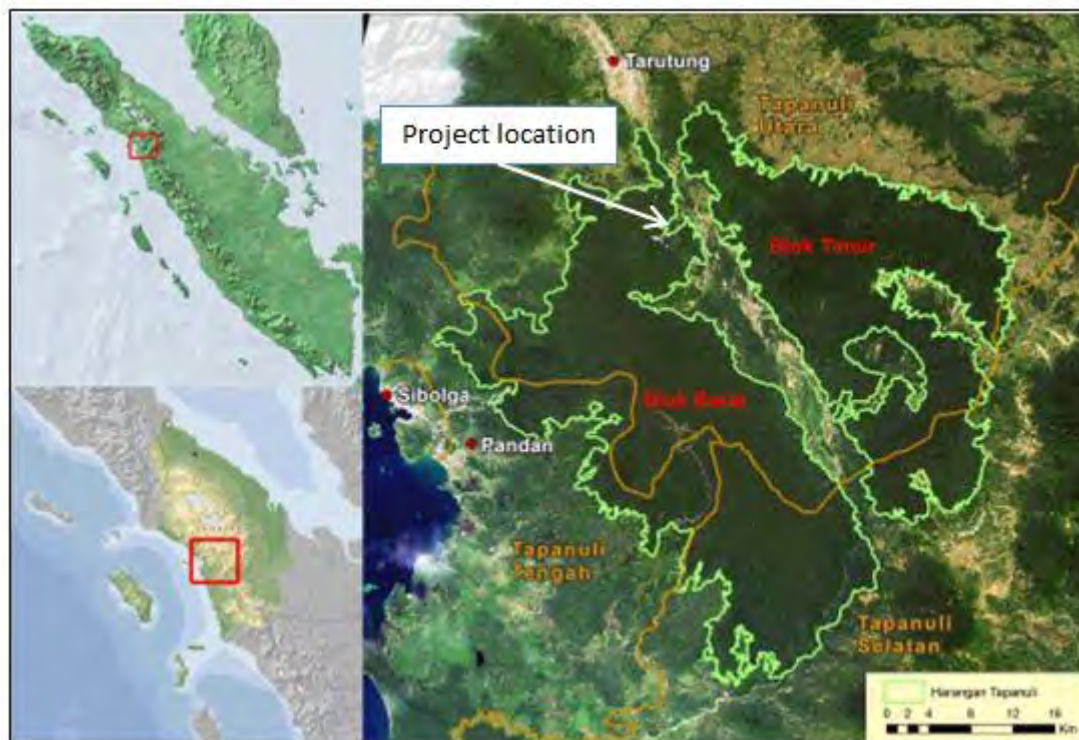 Tarutung
Project location
Tapanuli
Utara
Blok Timur
Sibolga
Blok Barat
Pandan
Tapanuli
Tengah
Tapanuli
Selatan
Harangan Tapanuli
0 2 4 8 12 16
Km